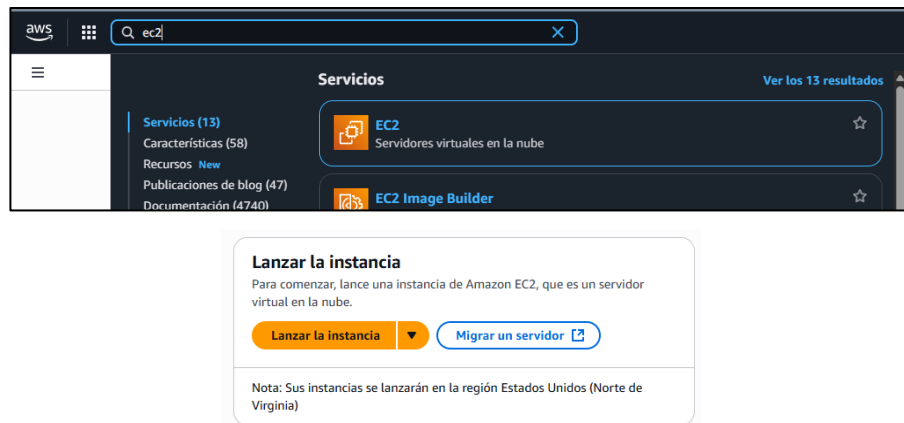 aws
ec2
Servicios
Ver los 13 resultados
Servicios (13)
Características (58)
Recursos New
Publicaciones de blog (47)
Documentación (4740)
EC2
Servidores virtuales en la nube
EC2 Image Builder
Lanzar la instancia
Para comenzar, lance una instancia de Amazon EC2, que es un servidor
virtual en la nube.
Lanzar la instancia
Migrar un servidor
Nota: Sus instancias se lanzarán en la región Estados Unidos (Norte de
Virginia)